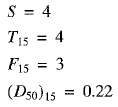 S = 4
T₁₅ = 4
F₁₅ = 3
(D₅₀)₁₅ = 0.22